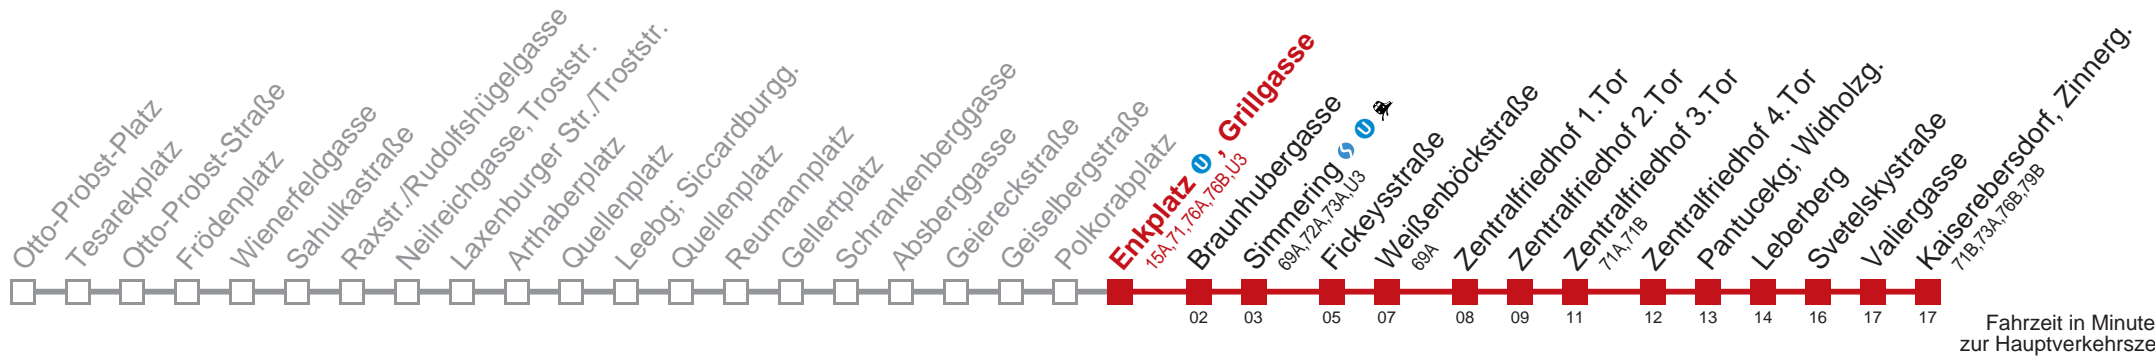 Otto-Probst-Platz
Tesarekplatz
Otto-Probst-Straße
Frödenplatz
Wienerfeldgasse
Sahulkastraße
Raxstr./Rudolfshügelgasse
Neilreichgasse, Troststr.
Laxenburger Str./Troststr.
Arthaberplatz
Quellenplatz
Leebg; Siccardburgg.
Quellenplatz
Reumannplatz
Gellertplatz
Schrankenberggasse
Absberggasse
Geiereckstraße
Geiselbergstraße
Polkorabplatz
Enkplatz U , Grillgasse
15A,71,76A,76B,U3
Braunhubergasse
Simmering S U
69A,72A,73A,U3
Fickeysstraße
Weißenböckstraße
69A
Zentralfriedhof 1.Tor
Zentralfriedhof 2.Tor
Zentralfriedhof 3.Tor
71A,71B
Zentralfriedhof 4.Tor
Pantucekg; Widholzg.
Leberberg
Svetelskystraße
Valiergasse
Kaiserebersdorf, Zinnerg.
71B,73A,76B,79B
02 03 05 07 08 09 11 12 13 14 16 17 17
Fahrzeit in Minute
zur Hauptverkehrsze